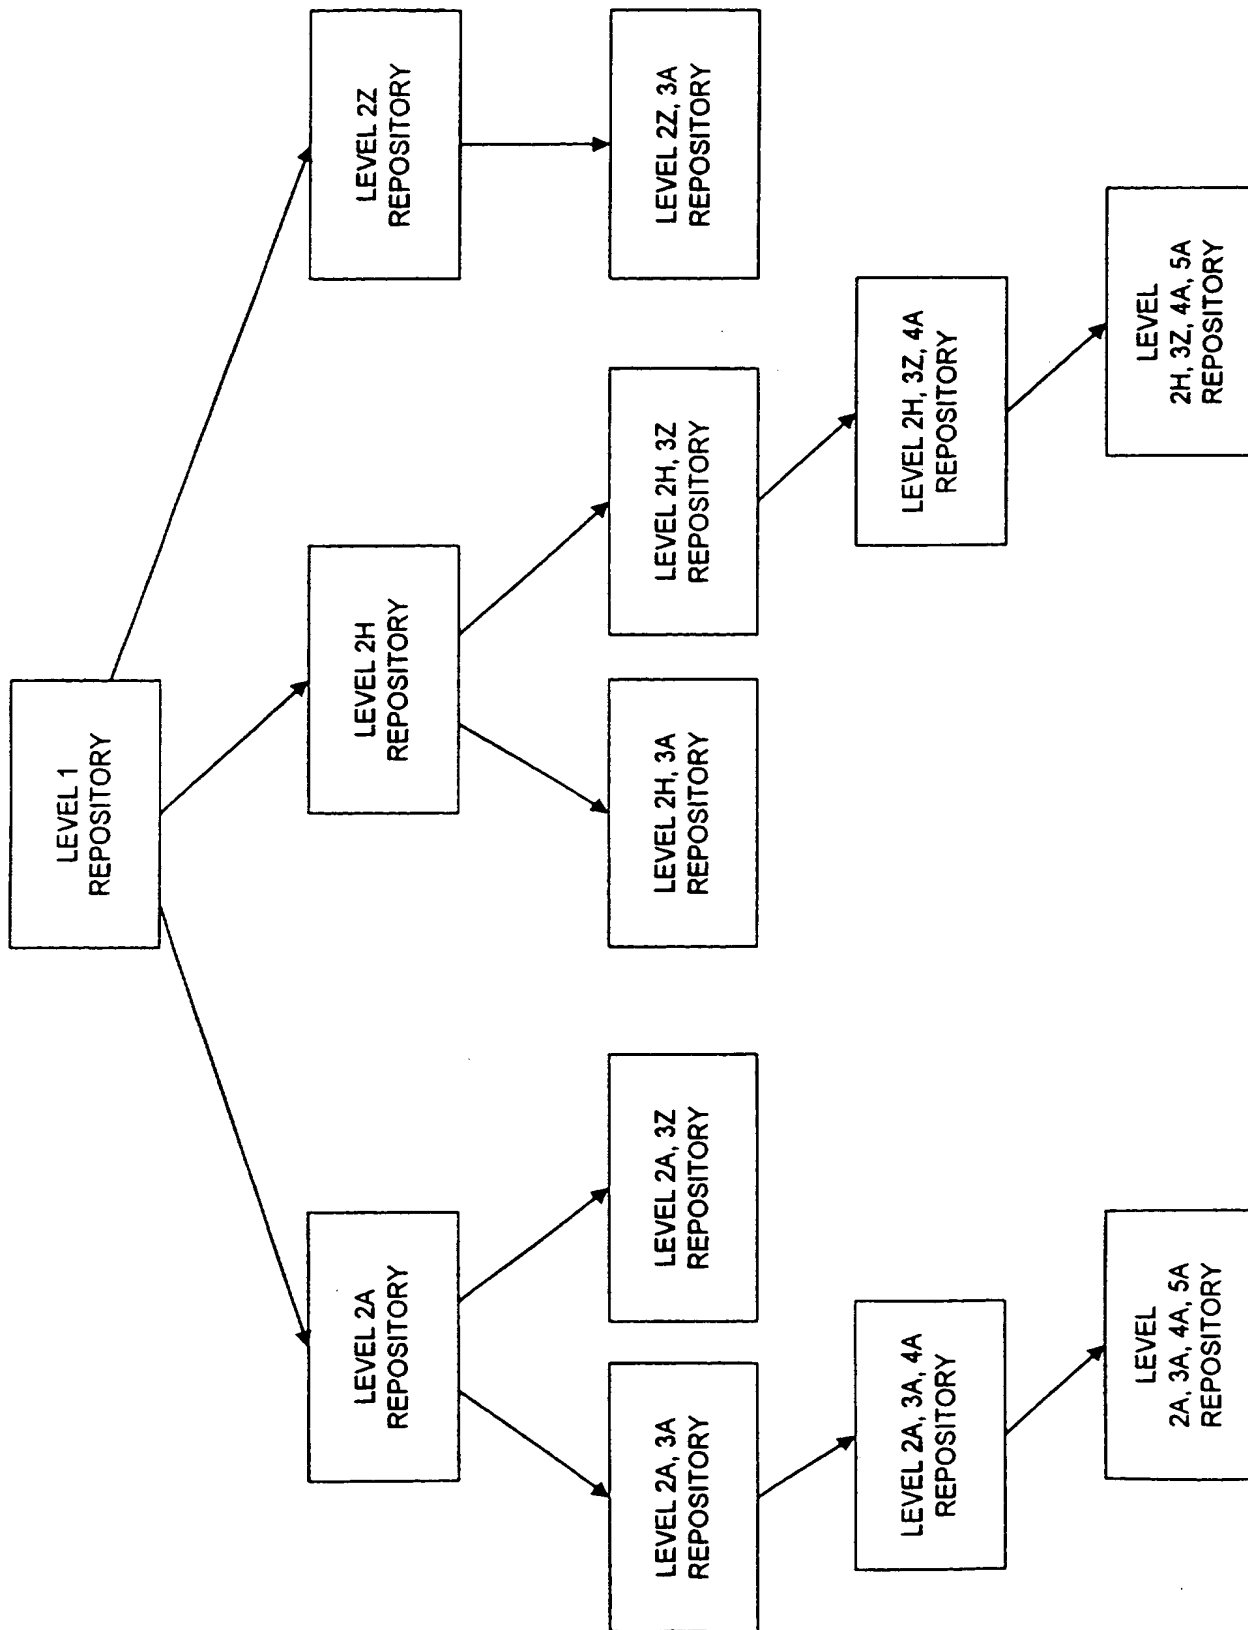 LEVEL 1
REPOSITORY
LEVEL 2A
REPOSITORY
LEVEL 2H
REPOSITORY
LEVEL 2Z
REPOSITORY
LEVEL 2A, 3A
REPOSITORY
LEVEL 2A, 3Z
REPOSITORY
LEVEL 2H, 3A
REPOSITORY
LEVEL 2H, 3Z
REPOSITORY
LEVEL 2Z, 3A
REPOSITORY
LEVEL 2A, 3A, 4A
REPOSITORY
LEVEL 2H, 3Z, 4A
REPOSITORY
LEVEL
2A, 3A, 4A, 5A
REPOSITORY
LEVEL
2H, 3Z, 4A, 5A
REPOSITORY